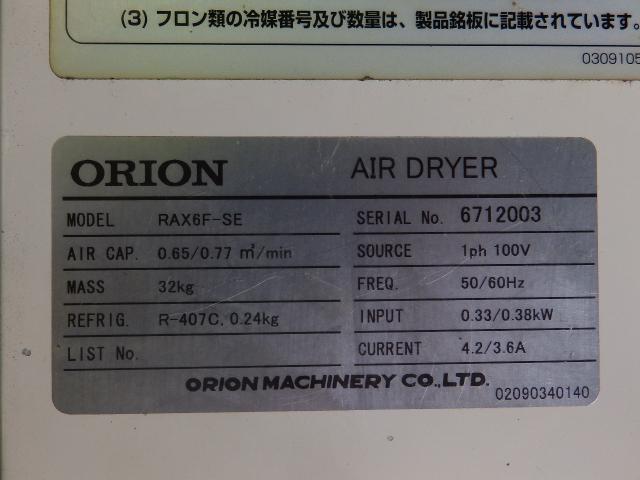 (3) フロン類の冷媒番号及び数量は、製品銘板に記載されています。
0309105
ORION AIR DRYER
MODEL RAX6F-SE SERIAL No. 6712003
AIR CAP. 0.65/0.77 m³/min SOURCE 1ph 100V
MASS 32kg FREQ. 50/60Hz
REFRIG. R-407C, 0.24kg INPUT 0.33/0.38kW
LIST No. CURRENT 4.2/3.6A
ORION MACHINERY CO.,LTD.
02090340140